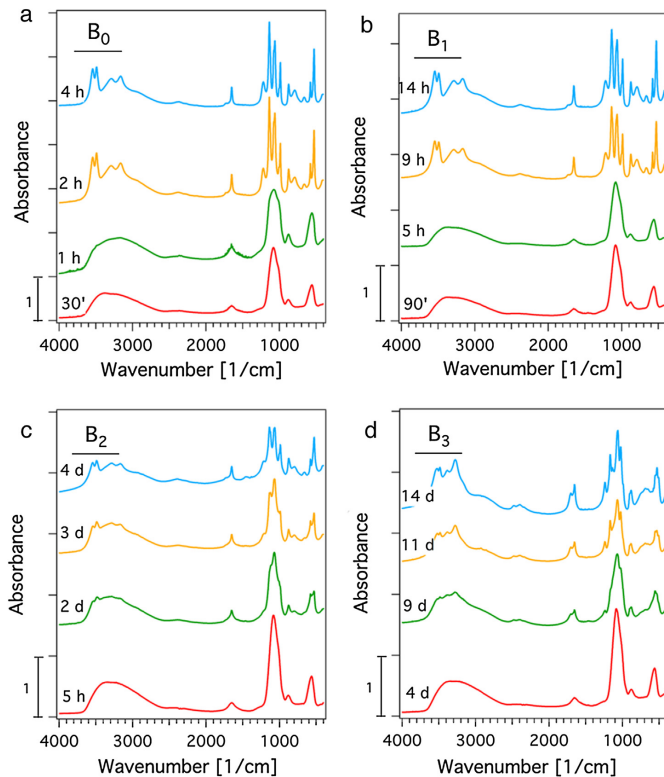 a
B0
4 h
2 h
1 h
30'
1
Absorbance
4000 3000 2000 1000
Wavenumber [1/cm]
b
B1
14 h
9 h
5 h
90'
1
Absorbance
4000 3000 2000 1000
Wavenumber [1/cm]
c
B2
4 d
3 d
2 d
5 h
1
Absorbance
4000 3000 2000 1000
Wavenumber [1/cm]
d
B3
14 d
11 d
9 d
4 d
1
Absorbance
4000 3000 2000 1000
Wavenumber [1/cm]